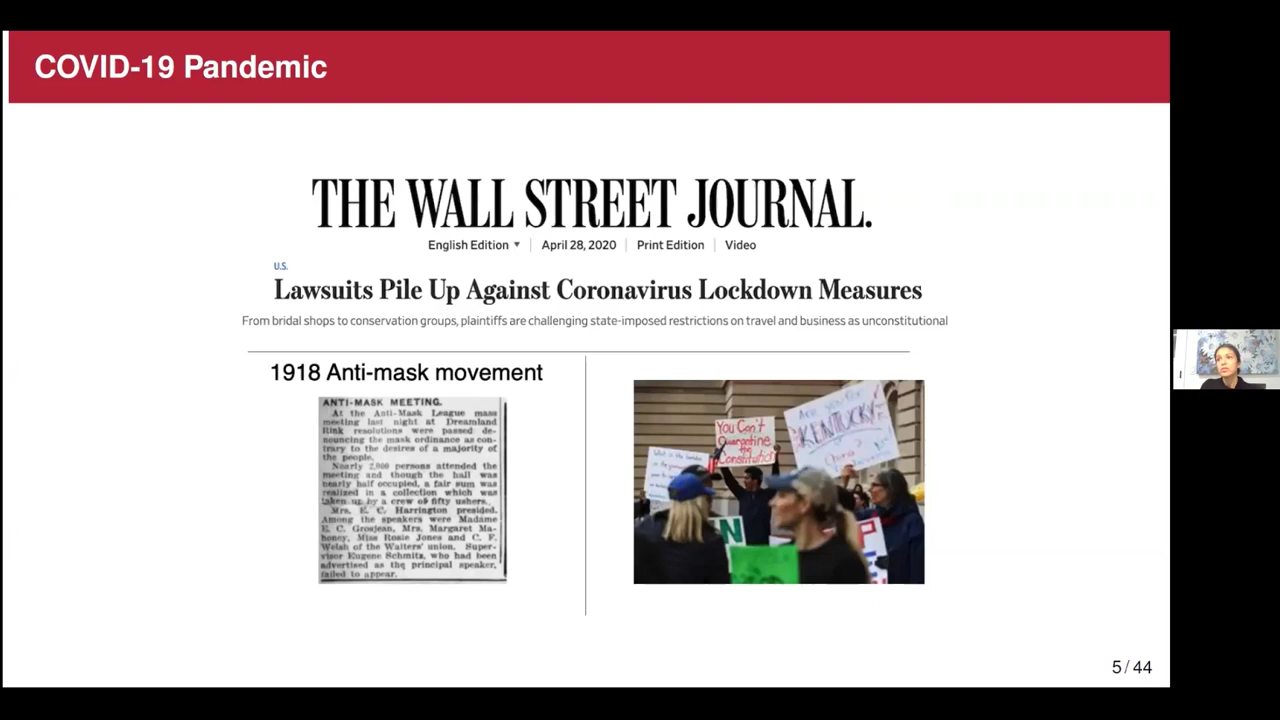 COVID-19 Pandemic
THE WALL STREET JOURNAL.
English Edition
April 28, 2020
Print Edition
Video
U.S.
Lawsuits Pile Up Against Coronavirus Lockdown Measures
From bridal shops to conservation groups, plaintiffs are challenging state-imposed restrictions on travel and business as unconstitutional
1918 Anti-mask movement
ANTI-MASK MEETING.
At the Anti-Mask League mass
meeting last night at Dreamland
Rink resolutions were passed de-
nouncing the mask ordinance as con-
trary to the desires of a majority of
the people.
Nearly 2,000 persons attended the
meeting and though the hall was
nearly half occupied, a fair sum was
realized in a collection which was
taken up by a crew of fifty ushers.
Mrs. E. C. Harrington presided.
Among the speakers were Madame
E. C. Grosjean, Mrs. Margaret Ma-
honey, Miss Rosie Jones and C. F.
Welsh of the Waiters' union. Super-
visor Eugene Schmitz, who had been
advertised as the principal speaker,
failed to appear.
You Can't
Quarantine
the
Constitution
Are you for
KENTUCKY
N
5 / 44